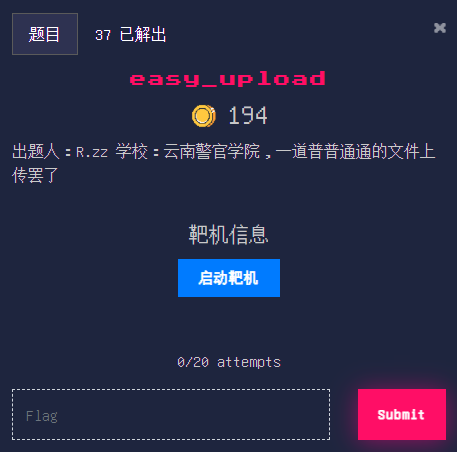 题目 37 已解出
easy_upload
194
出题人：R.zz 学校：云南警官学院，一道普普通通的文件上
传罢了
靶机信息
启动靶机
0/20 attempts
Flag Submit